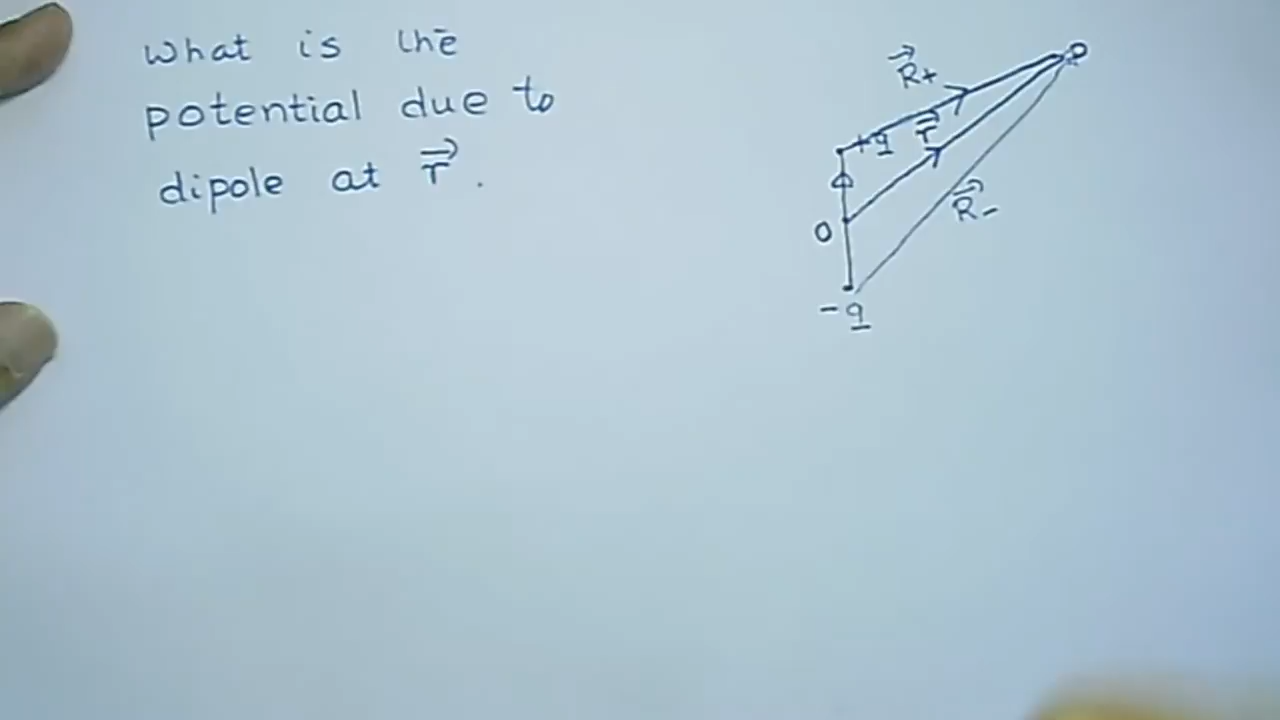 What is the
potential due to
dipole at r⃗.
R⃗+
P
+q
r⃗
R⃗-
O
-q